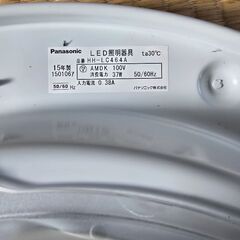 Panasonic
LED照明器具 ta30℃
品番 HH-LC464A
15年製
1501067
AMDK 100V
消費電力 37W 50/60Hz
50/60 Hz 入力電流 0.38A
パナソニック株式会社